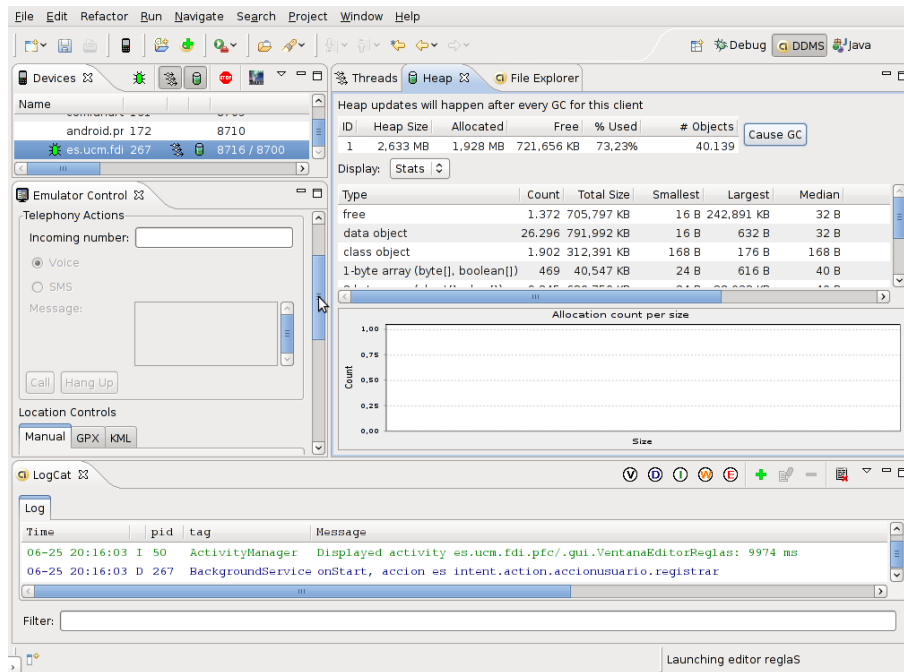 File Edit Refactor Run Navigate Search Project Window Help
Debug DDMS Java
Devices
Name
android.pr 172 8710
es.ucm.fdi 267 8716 / 8700
Threads Heap File Explorer
Heap updates will happen after every GC for this client
ID Heap Size Allocated Free % Used # Objects
1 2,633 MB 1,928 MB 721,656 KB 73,23% 40.139
Cause GC
Display: Stats
Type Count Total Size Smallest Largest Median
free 1.372 705,797 KB 16 B 242,891 KB 32 B
data object 26.296 791,992 KB 16 B 632 B 32 B
class object 1.902 312,391 KB 168 B 176 B 168 B
1-byte array (byte[], boolean[]) 469 40,547 KB 24 B 616 B 40 B
Allocation count per size
1,00
0,75
0,50
0,25
0,00
Count
Size
Emulator Control
Telephony Actions
Incoming number:
Voice
SMS
Message:
Call Hang Up
Location Controls
Manual GPX KML
LogCat
V D I W E
Log
Time pid tag Message
06-25 20:16:03 I 50 ActivityManager Displayed activity es.ucm.fdi.pfc/.gui.VentanaEditorReglas: 9974 ms
06-25 20:16:03 D 267 BackgroundService onStart, accion es intent.action.accionusuario.registrar
Filter:
Launching editor reglaS